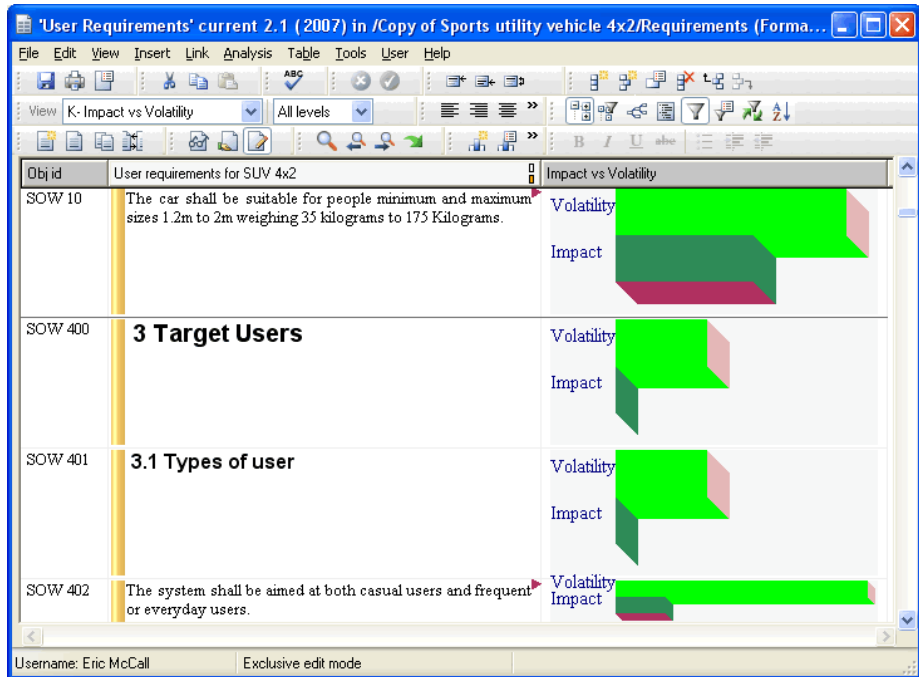 'User Requirements' current 2.1 (2007) in /Copy of Sports utility vehicle 4x2/Requirements (Forma...
File Edit View Insert Link Analysis Table Tools User Help
ABC
View K- Impact vs Volatility All levels
B I U abc
Obj id User requirements for SUV 4x2 Impact vs Volatility
SOW 10 The car shall be suitable for people minimum and maximum Volatility
sizes 1.2m to 2m weighing 35 kilograms to 175 Kilograms.
Impact
SOW 400 3 Target Users Volatility
Impact
SOW 401 3.1 Types of user Volatility
Impact
SOW 402 The system shall be aimed at both casual users and frequent Volatility
or everyday users. Impact
Username: Eric McCall Exclusive edit mode